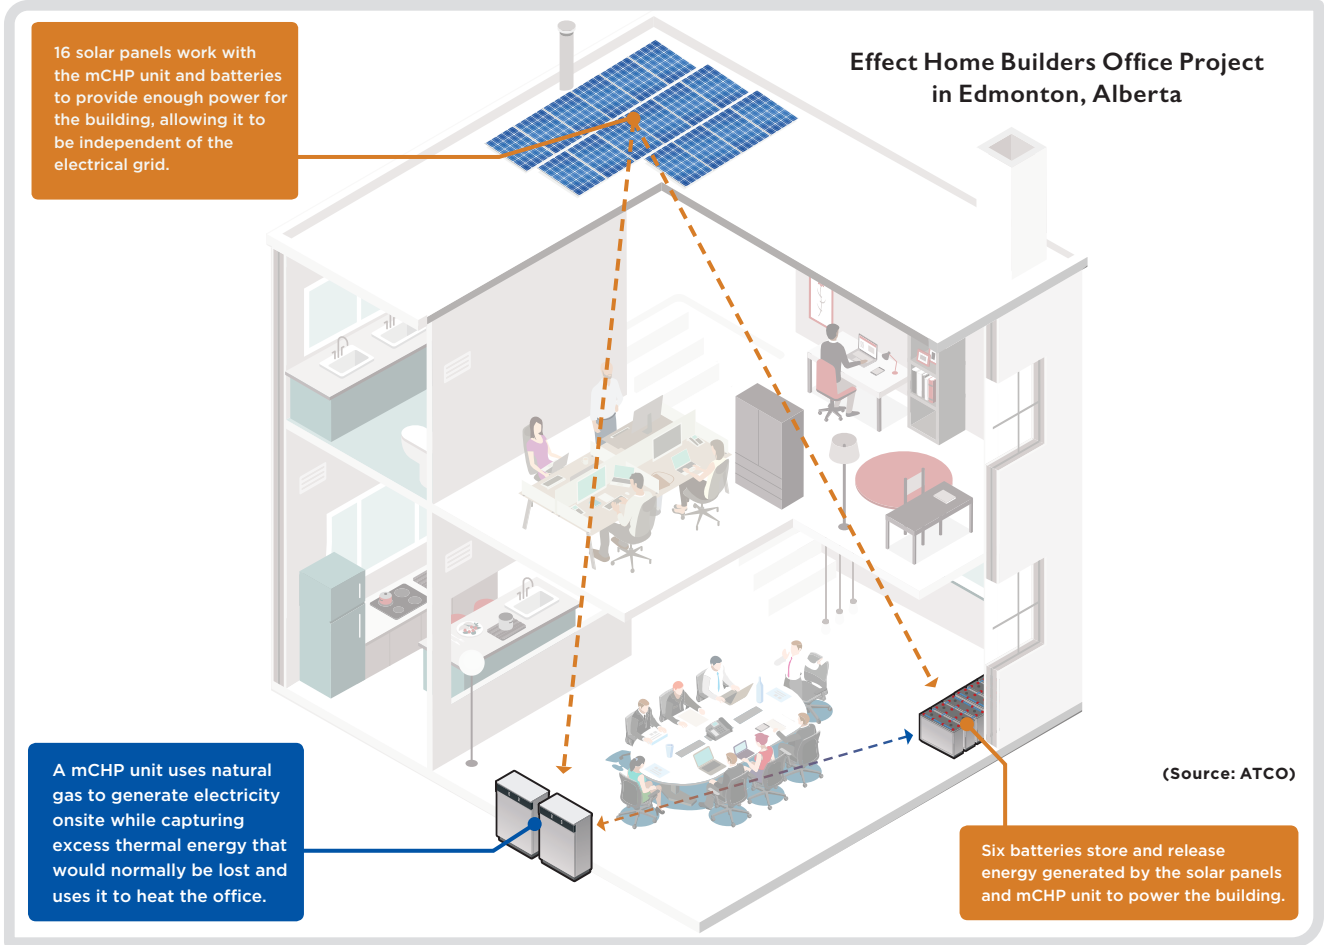 16 solar panels work with
the mCHP unit and batteries
to provide enough power for
the building, allowing it to
be independent of the
electrical grid.
Effect Home Builders Office Project
in Edmonton, Alberta
A mCHP unit uses natural
gas to generate electricity
onsite while capturing
excess thermal energy that
would normally be lost and
uses it to heat the office.
(Source: ATCO)
Six batteries store and release
energy generated by the solar panels
and mCHP unit to power the building.